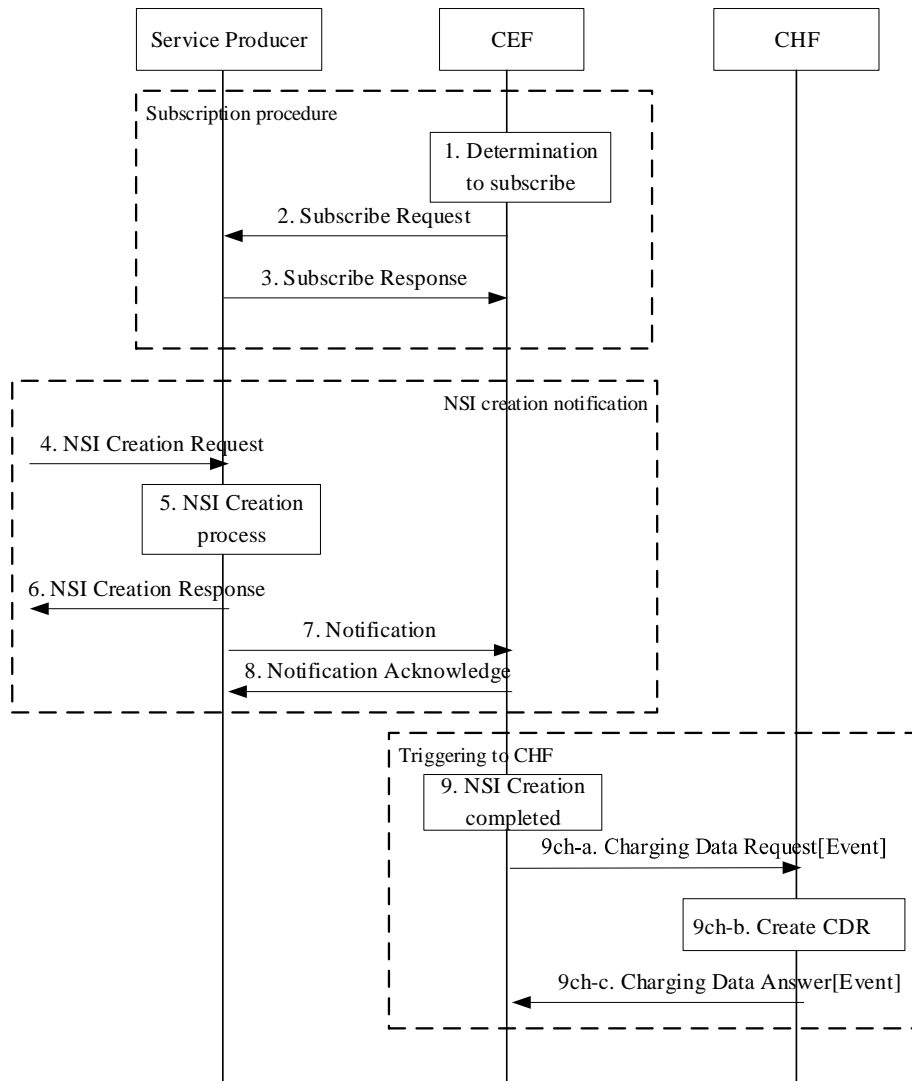 Service Producer
CEF
CHF
Subscription procedure
1. Determination
to subscribe
2. Subscribe Request
3. Subscribe Response
NSI creation notification
4. NSI Creation Request
5. NSI Creation
process
6. NSI Creation Response
7. Notification
8. Notification Acknowledge
Triggering to CHF
9. NSI Creation
completed
9ch-a. Charging Data Request[Event]
9ch-b. Create CDR
9ch-c. Charging Data Answer[Event]